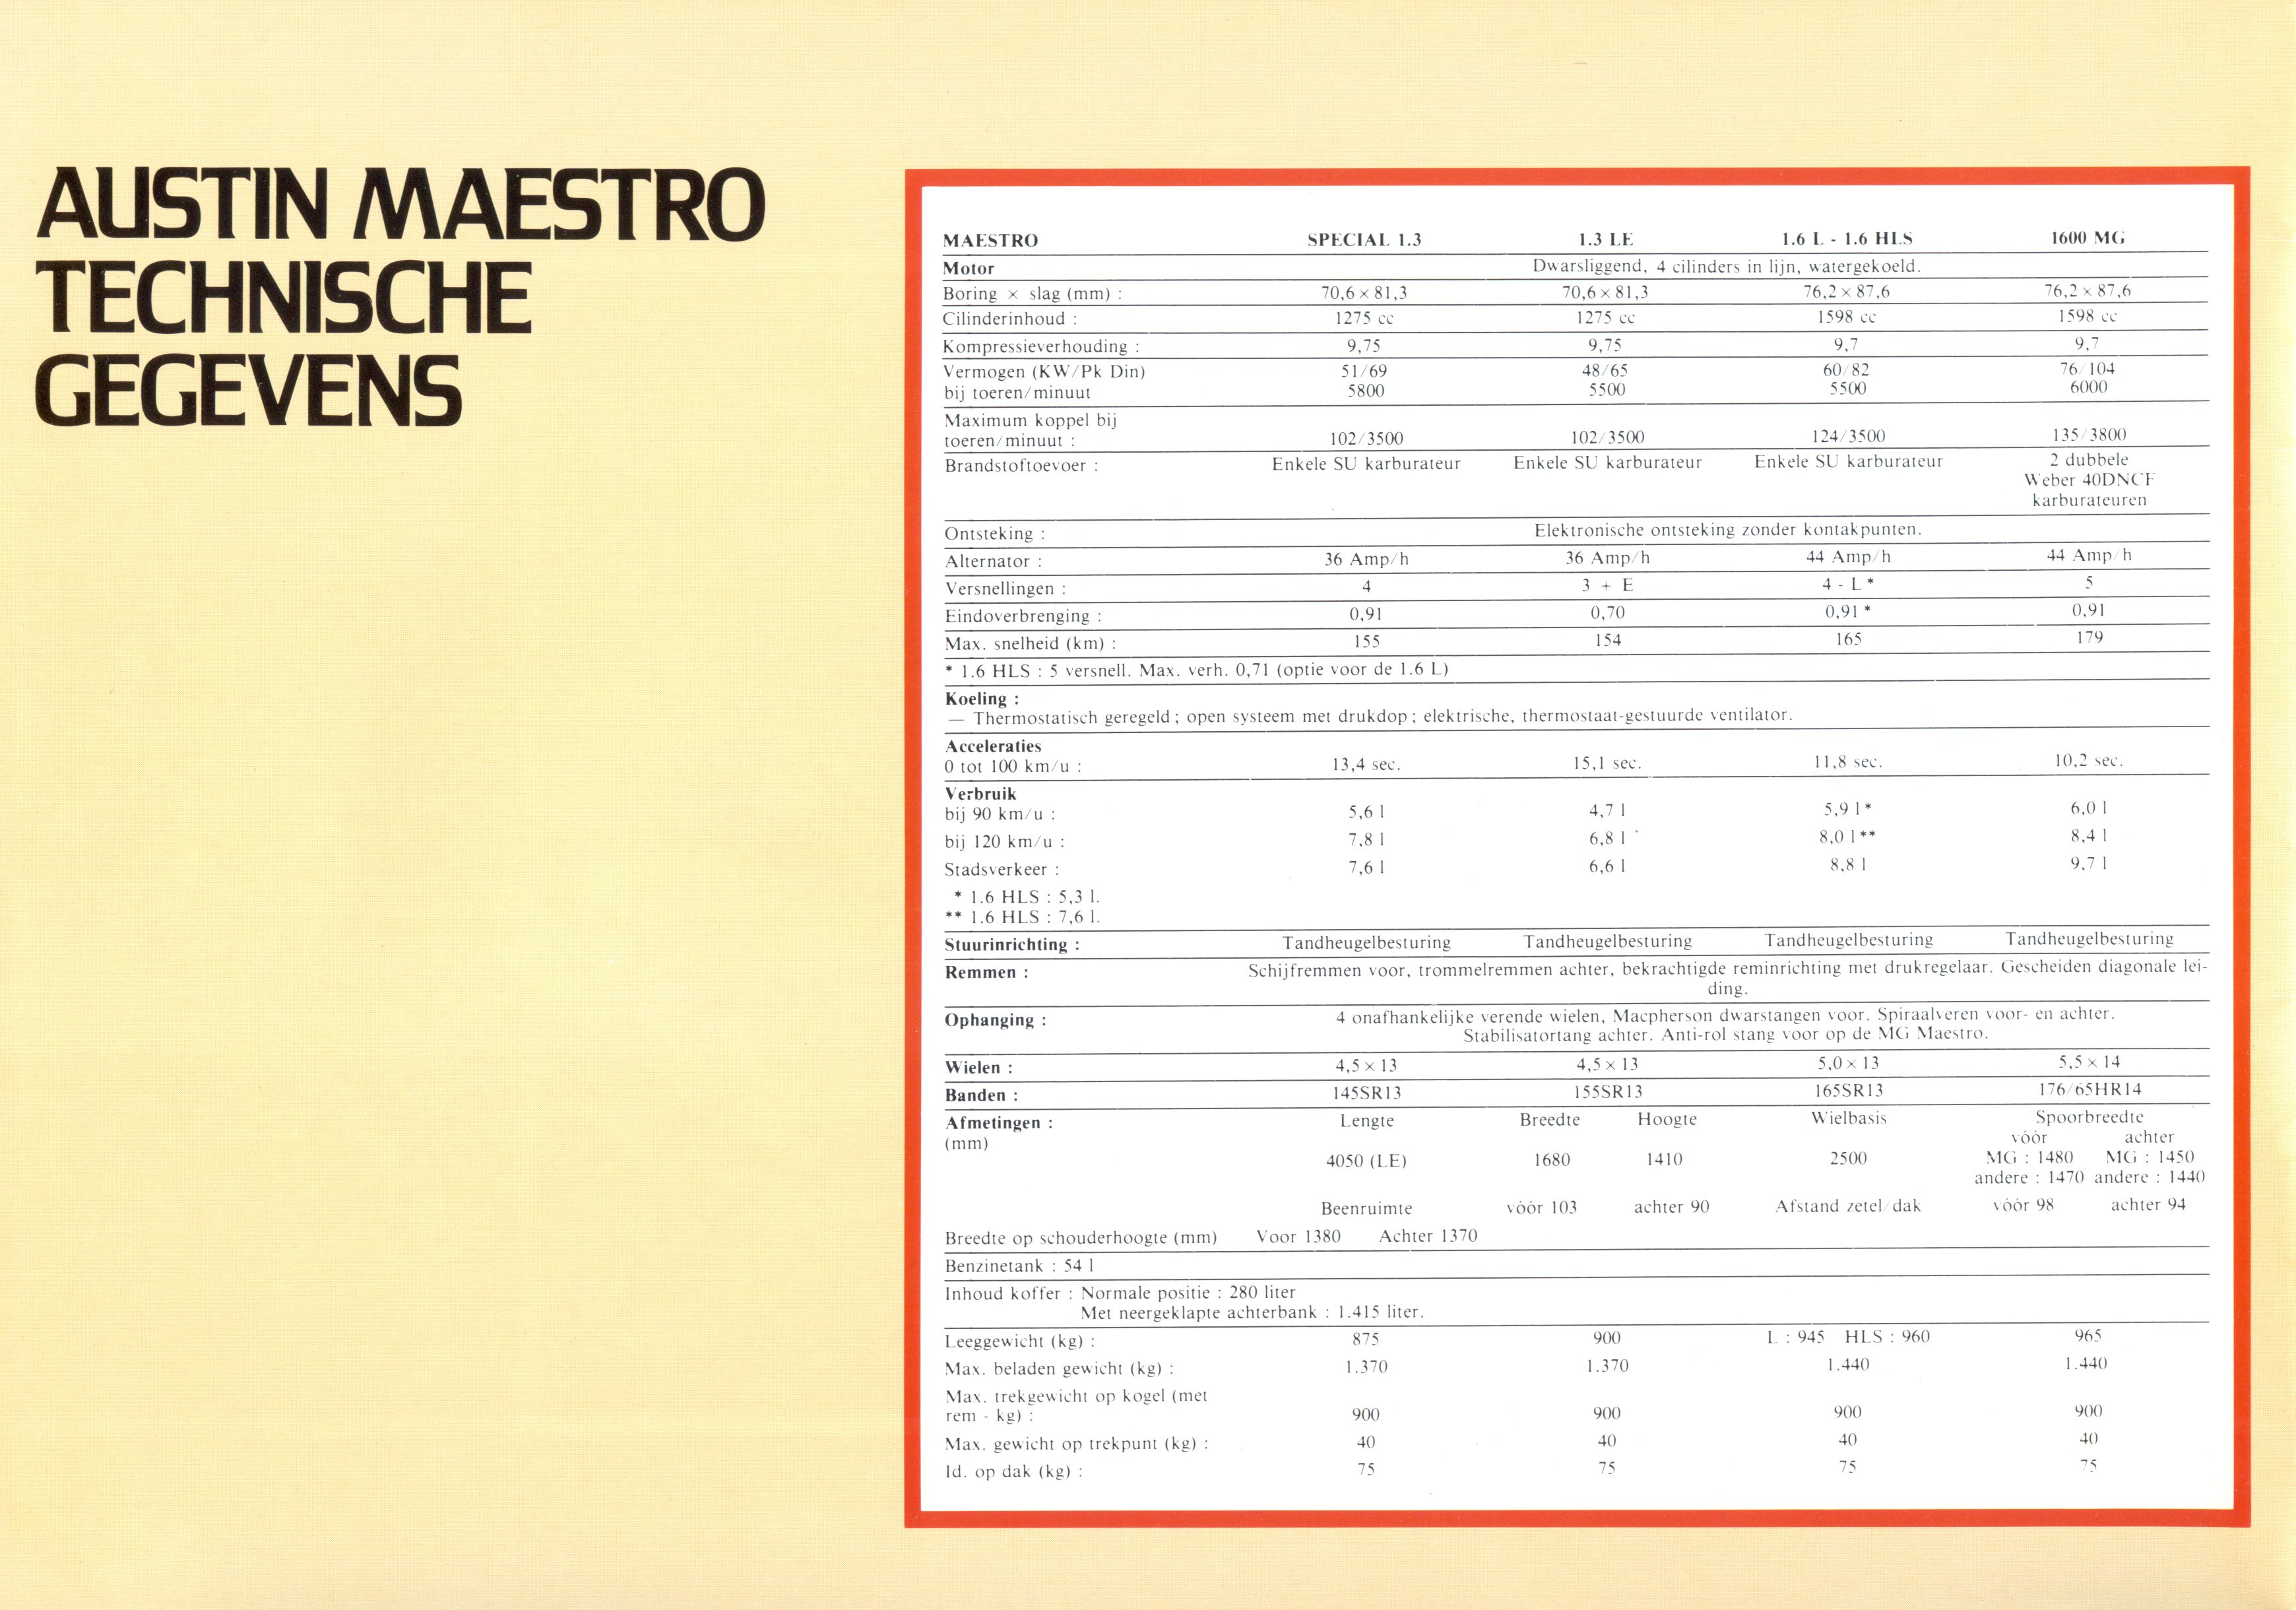 AUSTIN MAESTRO
TECHNISCHE
GEGEVENS
MAESTRO SPECIAL 1.3 1.3 LE 1.6 L - 1.6 HLS 1600 MG
Motor Dwarsliggend, 4 cilinders in lijn, watergekoeld.
Boring × slag (mm) : 70,6 × 81,3 70,6 × 81,3 76,2 × 87,6 76,2 × 87,6
Cilinderinhoud : 1275 cc 1275 cc 1598 cc 1598 cc
Kompressieverhouding : 9,75 9,75 9,7 9,7
Vermogen (KW/Pk Din) 51/69 48/65 60/82 76/104
bij toeren/minuut 5800 5500 5500 6000
Maximum koppel bij
toeren/minuut : 102/3500 102/3500 124/3500 135/3800
Brandstoftoevoer : Enkele SU karburateur Enkele SU karburateur Enkele SU karburateur 2 dubbele
Weber 40DNCF
karburateuren
Ontsteking : Elektronische ontsteking zonder kontakpunten.
Alternator : 36 Amp/h 36 Amp/h 44 Amp/h 44 Amp/h
Versnellingen : 4 3 + E 4 - L * 5
Eindoverbrenging : 0,91 0,70 0,91 * 0,91
Max. snelheid (km) : 155 154 165 179
* 1.6 HLS : 5 versnell. Max. verh. 0,71 (optie voor de 1.6 L)
Koeling :
— Thermostatisch geregeld ; open systeem met drukdop ; elektrische, thermostaat-gestuurde ventilator.
Acceleraties
0 tot 100 km/u : 13,4 sec. 15,1 sec. 11,8 sec. 10,2 sec.
Verbruik
bij 90 km/u : 5,6 l 4,7 l 5,9 l* 6,0 l
bij 120 km/u : 7,8 l 6,8 l 8,0 l** 8,4 l
Stadsverkeer : 7,6 l 6,6 l 8,8 l 9,7 l
* 1.6 HLS : 5,3 l.
** 1.6 HLS : 7,6 l.
Stuurinrichting : Tandheugelbesturing Tandheugelbesturing Tandheugelbesturing Tandheugelbesturing
Remmen : Schijfremmen voor, trommelremmen achter, bekrachtigde reminrichting met drukregelaar. Gescheiden diagonale lei-
ding.
Ophanging : 4 onafhankelijke verende wielen, Macpherson dwarstangen voor. Spiraalveren voor- en achter.
Stabilisatortang achter. Anti-rol stang voor op de MG Maestro.
Wielen : 4,5 × 13 4,5 × 13 5,0 × 13 5,5 × 14
Banden : 145SR13 155SR13 165SR13 176/65HR14
Afmetingen : Lengte Breedte Hoogte Wielbasis Spoorbreedte
(mm) vóór achter
4050 (LE) 1680 1410 2500 MG : 1480 MG : 1450
andere : 1470 andere : 1440
Beenruimte vóór 103 achter 90 Afstand zetel/dak vóór 98 achter 94
Breedte op schouderhoogte (mm) Voor 1380 Achter 1370
Benzinetank : 54 l
Inhoud koffer : Normale positie : 280 liter
Met neergeklapte achterbank : 1.415 liter.
Leeggewicht (kg) : 875 900 L : 945 HLS : 960 965
Max. beladen gewicht (kg) : 1.370 1.370 1.440 1.440
Max. trekgewicht op kogel (met
rem - kg) : 900 900 900 900
Max. gewicht op trekpunt (kg) : 40 40 40 40
Id. op dak (kg) : 75 75 75 75